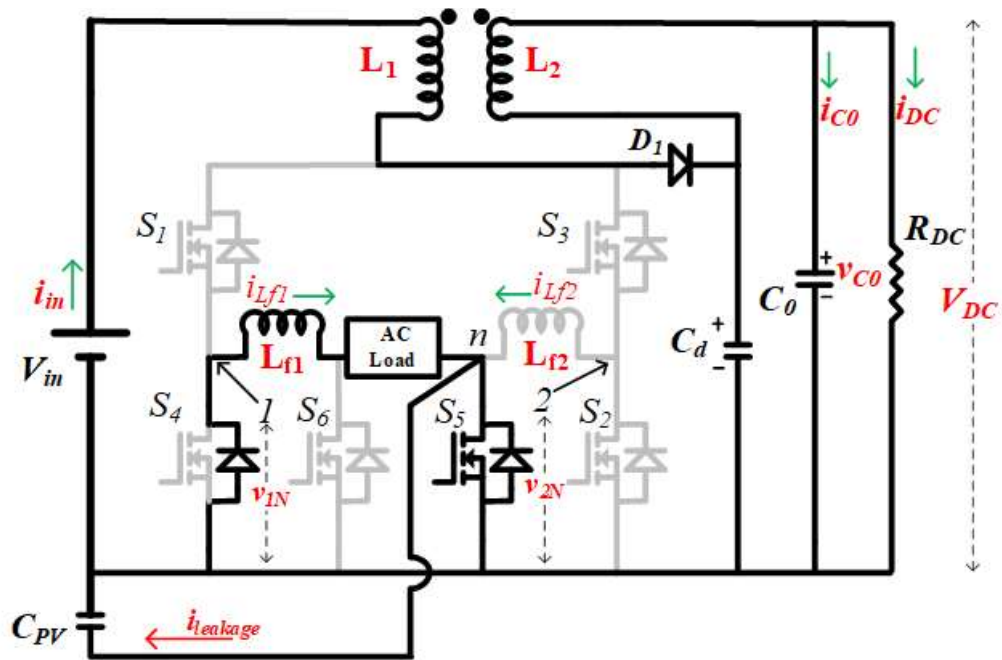 L1
L2
iC0
iDC
D1
S1
S3
RDC
iin
iLf1
iLf2
+
vC0
VDC
C0
−
AC
Load
n
+
Cd
−
Vin
Lf1
Lf2
1
2
S4
S6
S5
S2
v1N
v2N
CPV
ileakage